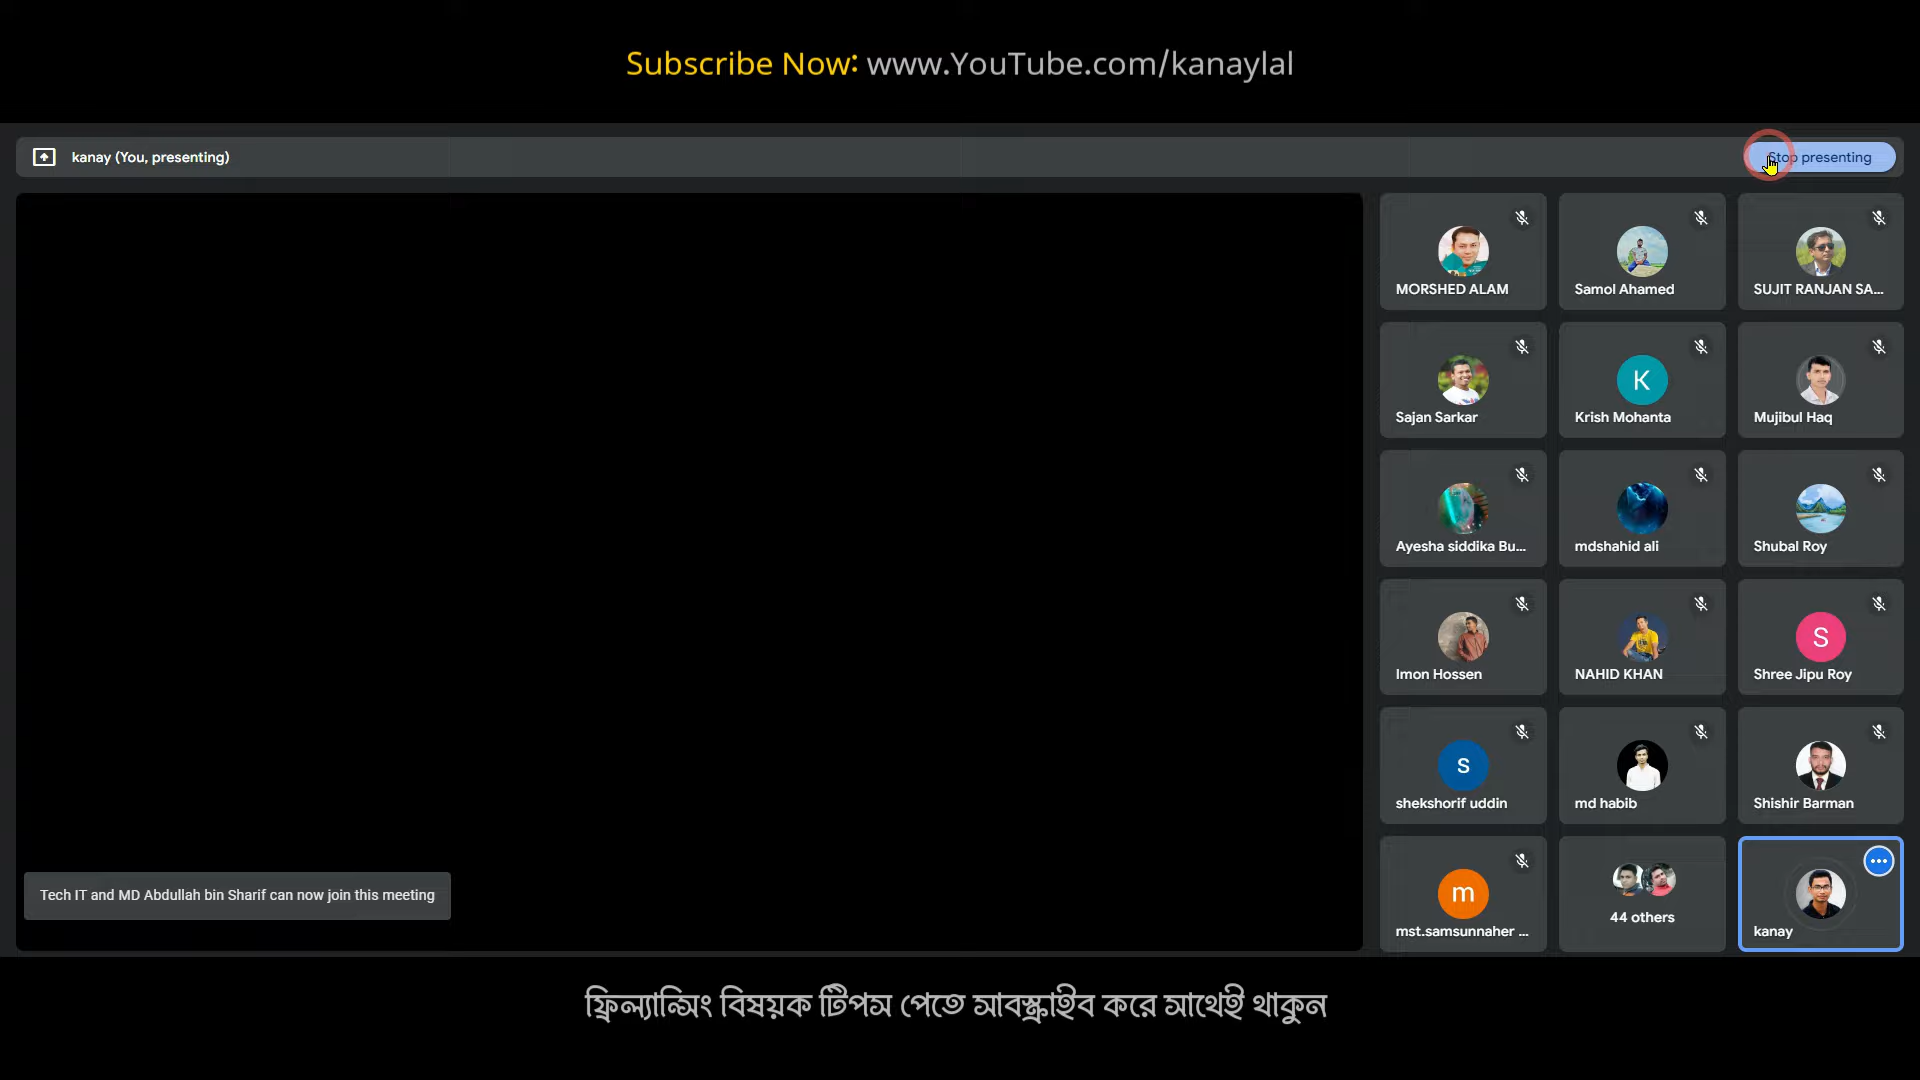 Subscribe Now: www.YouTube.com/kanaylal
kanay (You, presenting)
Stop presenting
MORSHED ALAM
Samol Ahamed
SUJIT RANJAN SA...
Sajan Sarkar
K
Krish Mohanta
Mujibul Haq
Ayesha siddika Bu...
mdshahid ali
Shubal Roy
Imon Hossen
NAHID KHAN
S
Shree Jipu Roy
s
shekshorif uddin
md habib
Shishir Barman
m
mst.samsunnaher ...
44 others
kanay
Tech IT and MD Abdullah bin Sharif can now join this meeting
ফ্রিল্যান্সিং বিষয়ক টিপস পেতে সাবস্ক্রাইব করে সাথেই থাকুন